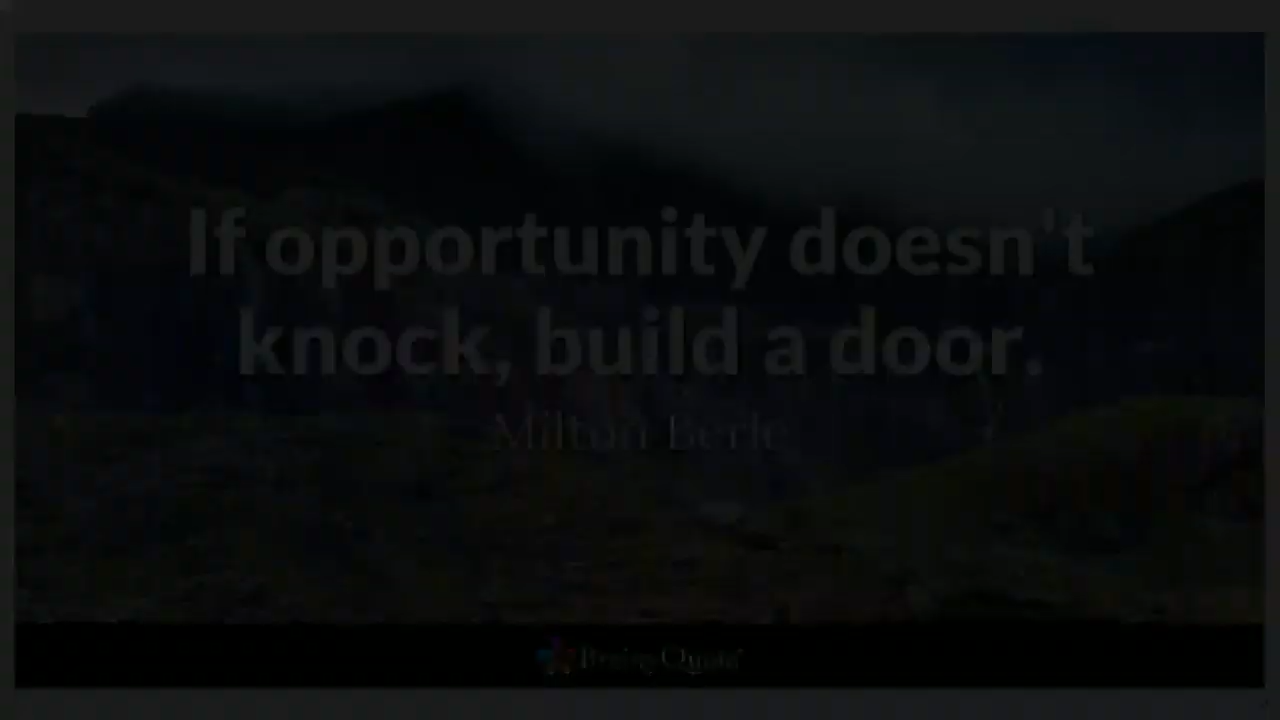 If opportunity doesn't
knock, build a door.
Milton Berle
BrainyQuote